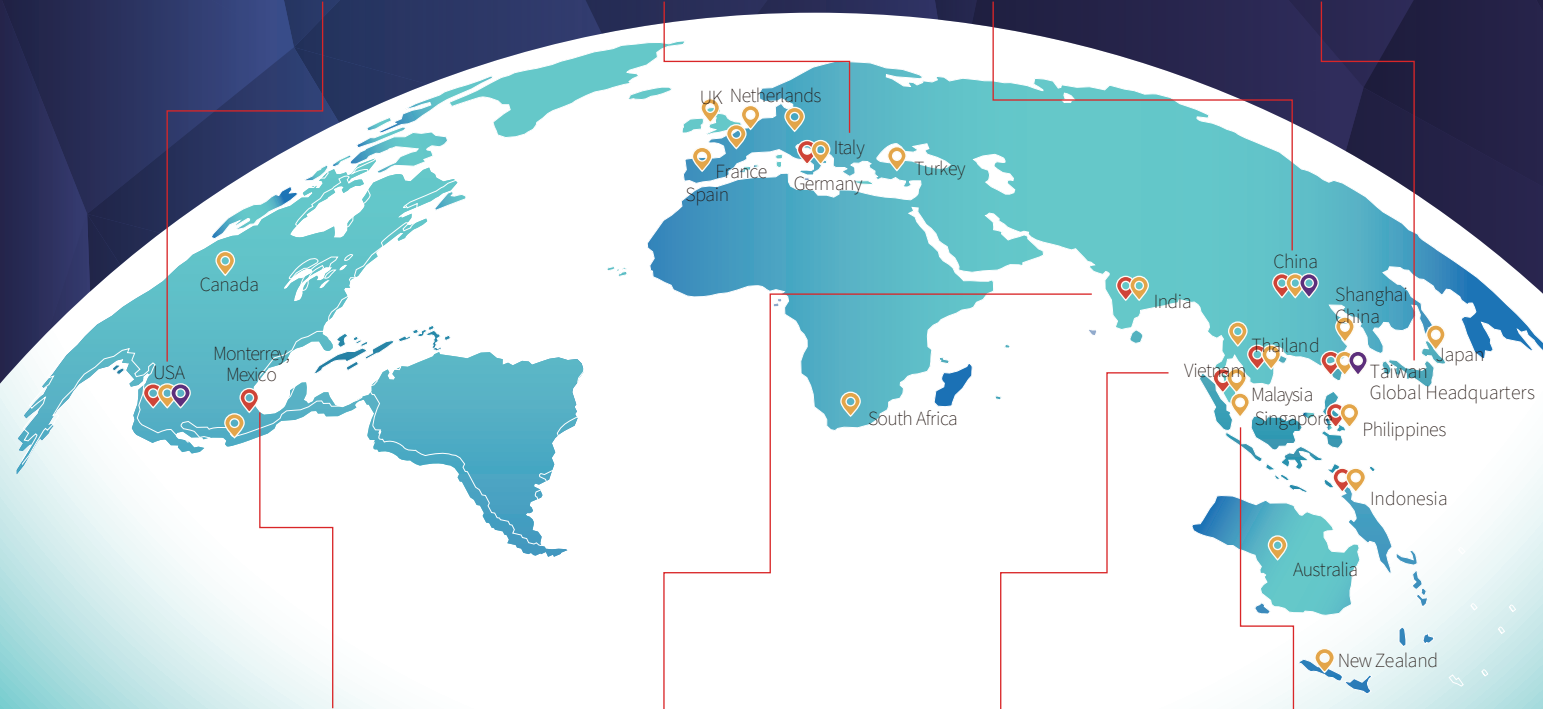 UK
Netherlands
Italy
France
Turkey
Germany
Spain
Canada
China
India
Shanghai
China
Monterrey,
Mexico
Thailand
Japan
USA
Vietnam
Taiwan
Global Headquarters
Malaysia
South Africa
Singapore
Philippines
Indonesia
Australia
New Zealand